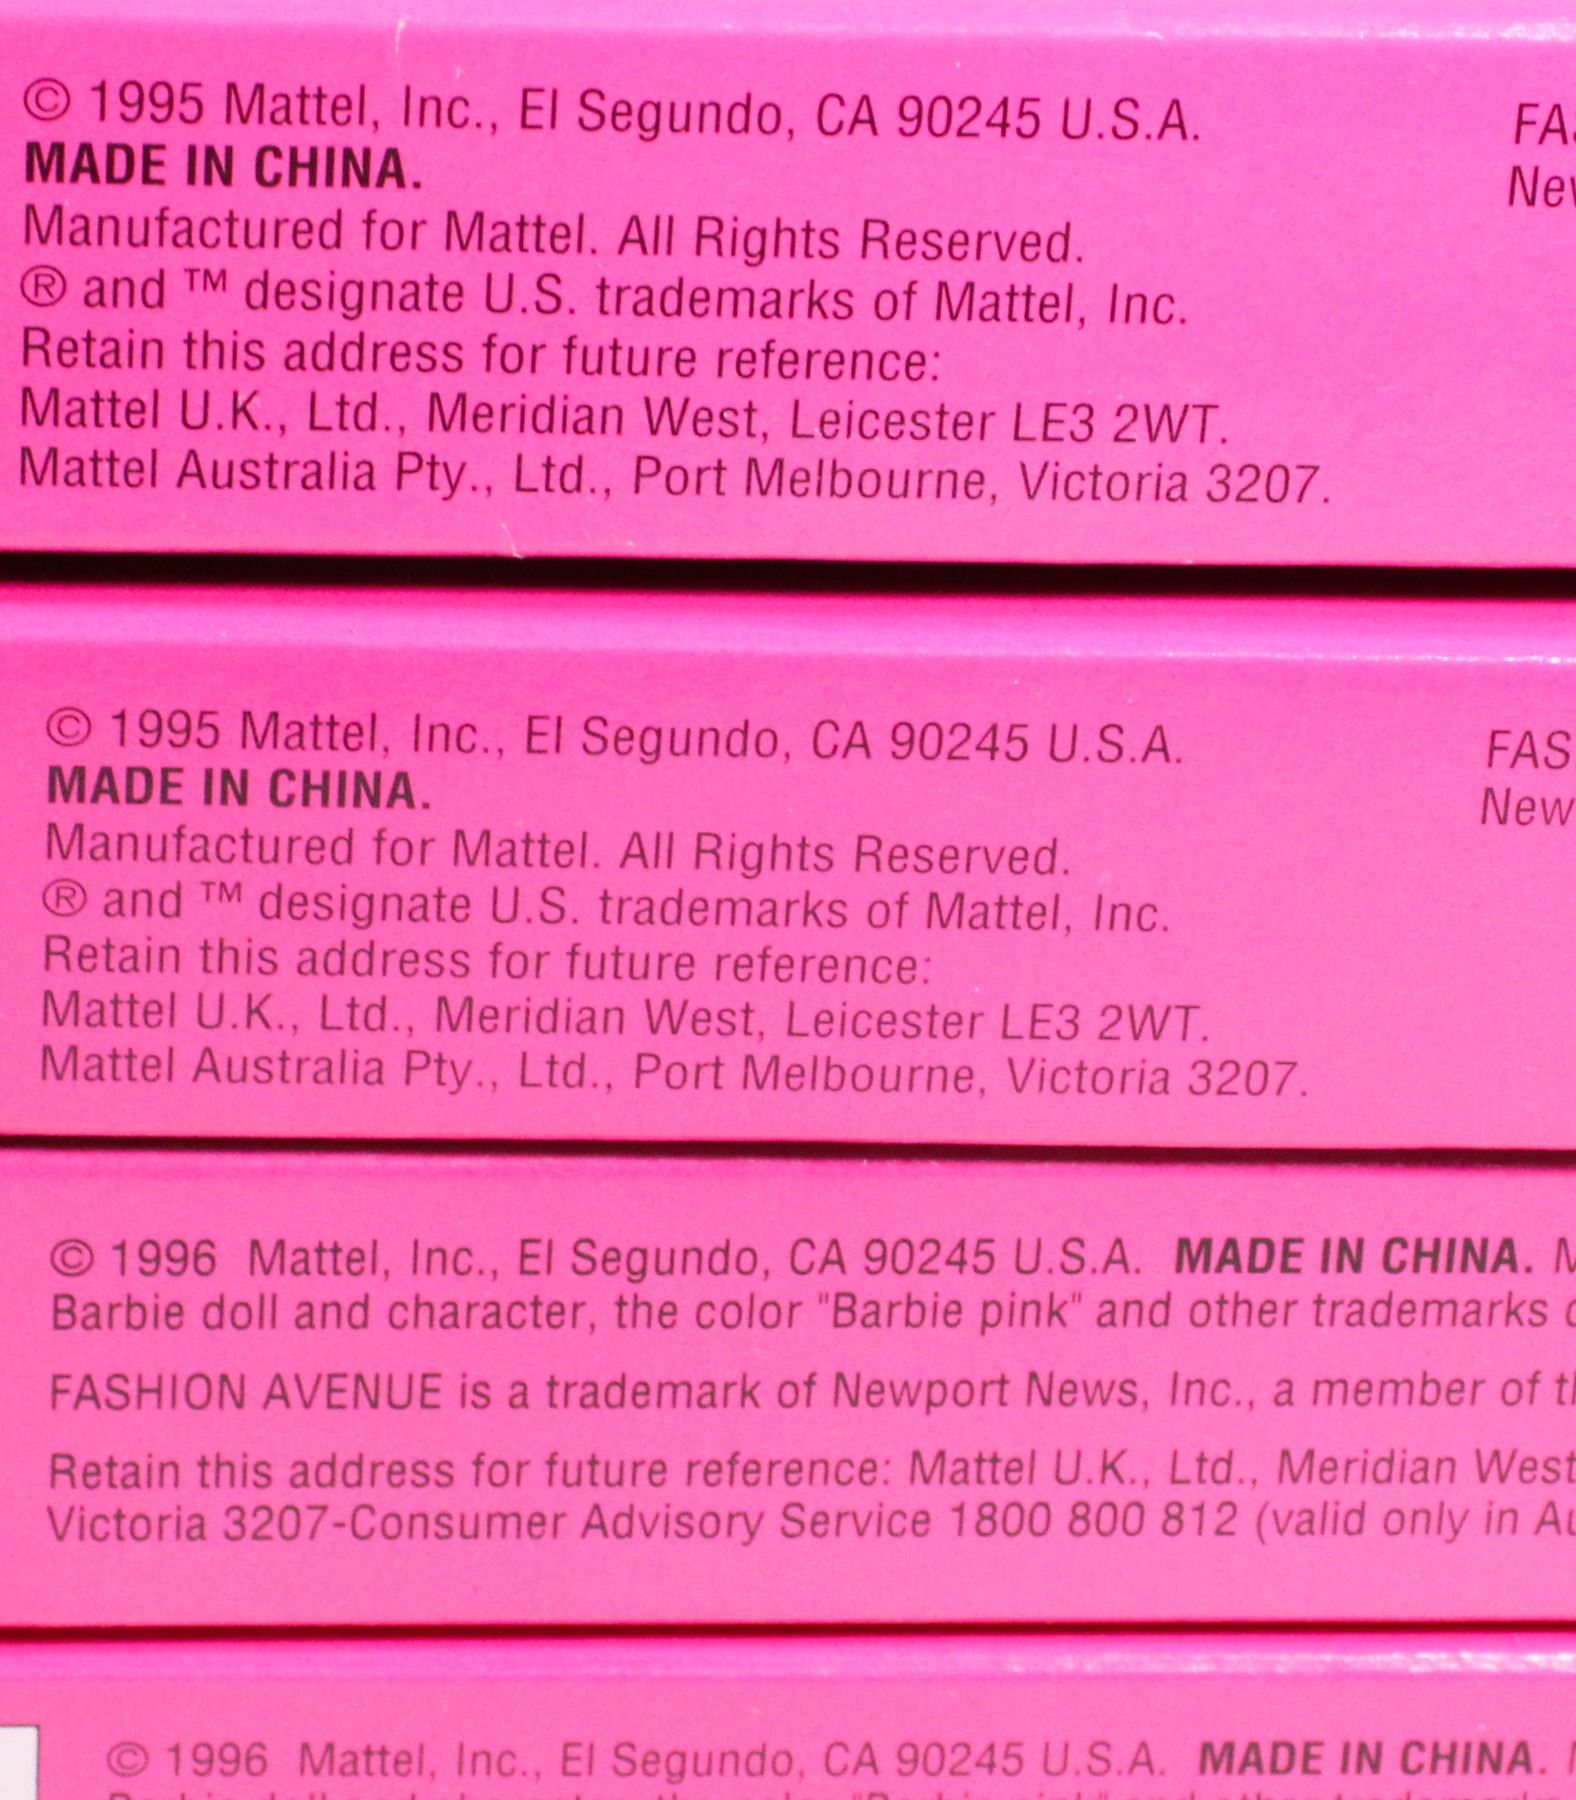 © 1995 Mattel, Inc., El Segundo, CA 90245 U.S.A.
MADE IN CHINA.
Manufactured for Mattel. All Rights Reserved.
® and ™ designate U.S. trademarks of Mattel, Inc.
Retain this address for future reference:
Mattel U.K., Ltd., Meridian West, Leicester LE3 2WT.
Mattel Australia Pty., Ltd., Port Melbourne, Victoria 3207.
© 1995 Mattel, Inc., El Segundo, CA 90245 U.S.A.
MADE IN CHINA.
Manufactured for Mattel. All Rights Reserved.
® and ™ designate U.S. trademarks of Mattel, Inc.
Retain this address for future reference:
Mattel U.K., Ltd., Meridian West, Leicester LE3 2WT.
Mattel Australia Pty., Ltd., Port Melbourne, Victoria 3207.
FAS
New
© 1996 Mattel, Inc., El Segundo, CA 90245 U.S.A. MADE IN CHINA.
Barbie doll and character, the color "Barbie pink" and other trademarks
FASHION AVENUE is a trademark of Newport News, Inc., a member of
Retain this address for future reference: Mattel U.K., Ltd., Meridian West
Victoria 3207-Consumer Advisory Service 1800 800 812 (valid only in
© 1996 Mattel, Inc., El Segundo, CA 90245 U.S.A. MADE IN CHINA.